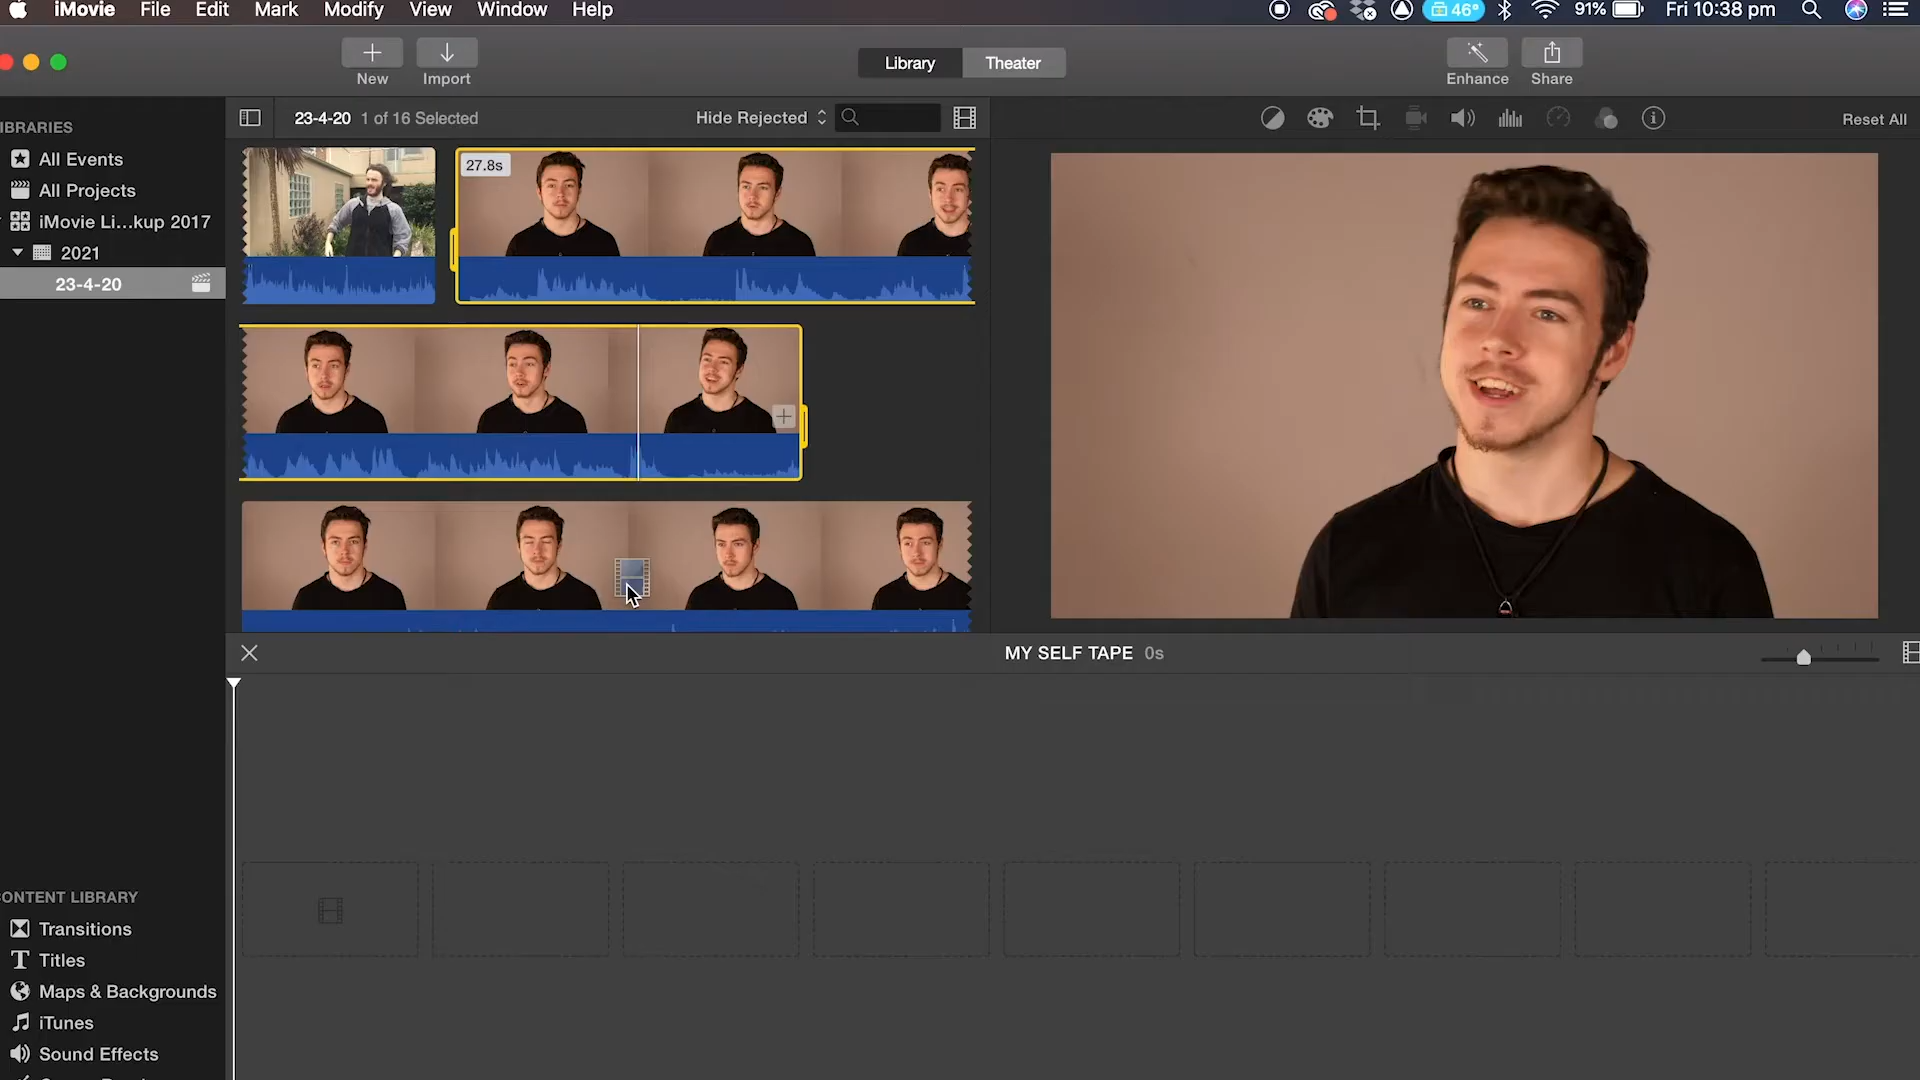 iMovie File Edit Mark Modify View Window Help
46° 91% Fri 10:38 pm
New Import
Library Theater
Enhance Share
IBRARIES
All Events
All Projects
iMovie Li...kup 2017
2021
23-4-20
23-4-20 1 of 16 Selected
Hide Rejected
Reset All
27.8s
MY SELF TAPE 0s
ONTENT LIBRARY
Transitions
Titles
Maps & Backgrounds
iTunes
Sound Effects